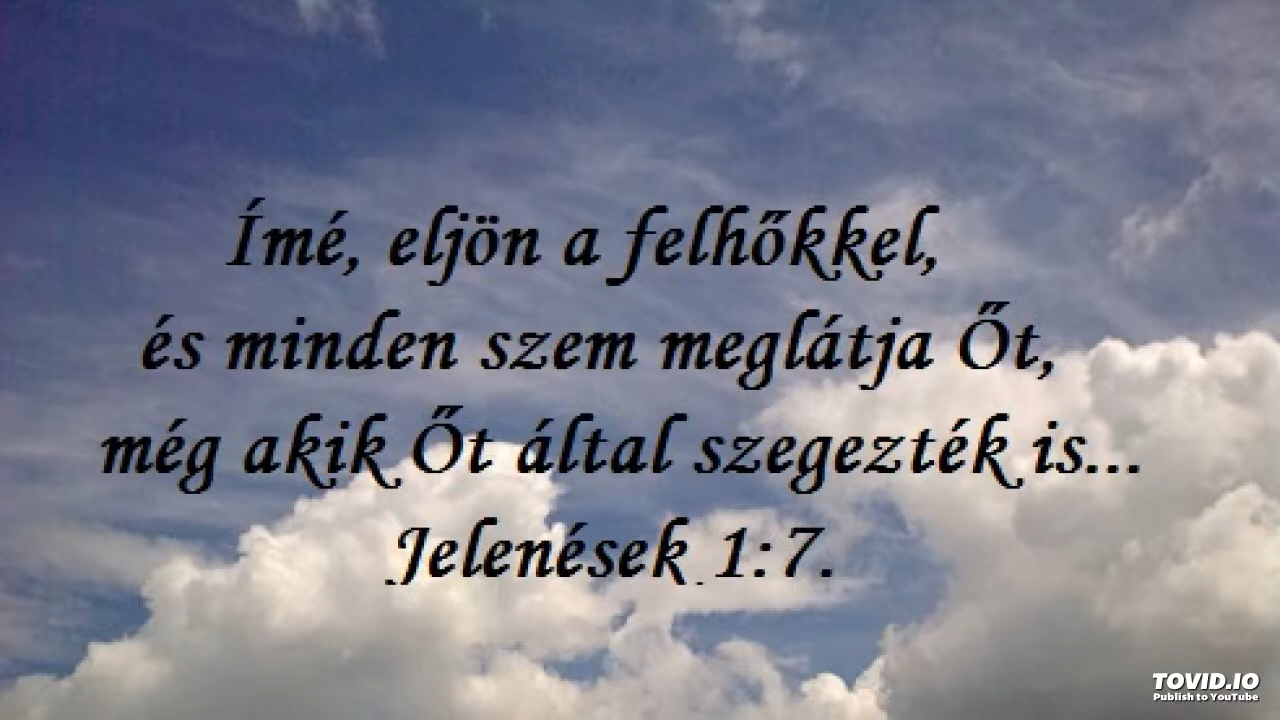 Ímé, eljön a felhőkkel,
és minden szem meglátja Őt,
még akik Őt által szegezték is...
Jelenések 1:7.
TOVID.IO
Publish to YouTube